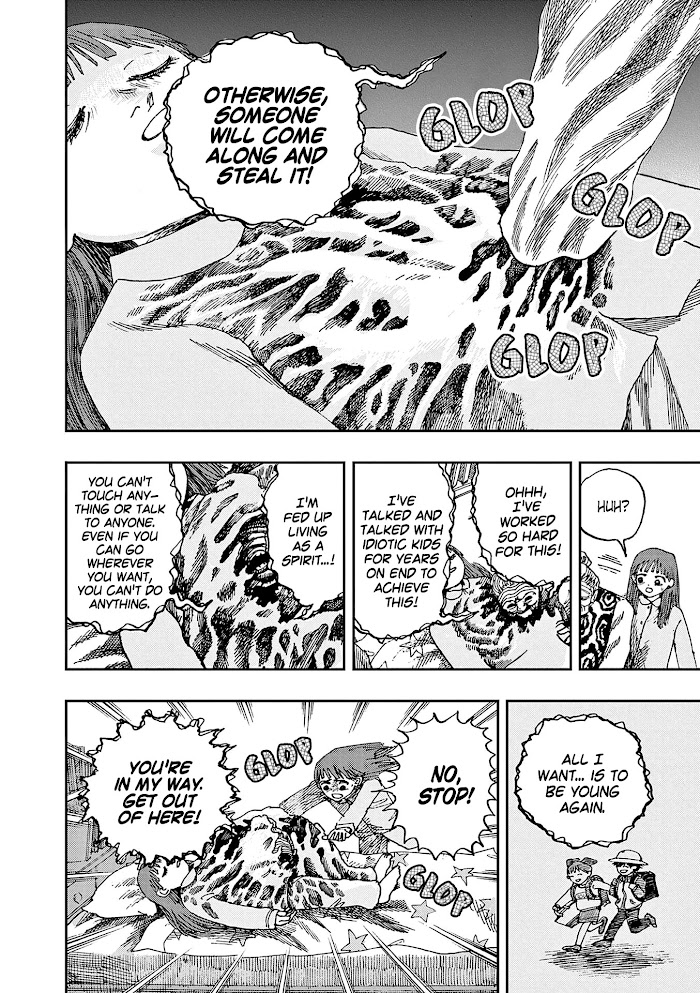 GLOP
GLOP
GLOP
OTHERWISE,
SOMEONE
WILL COME
ALONG AND
STEAL IT!
HUH?
OHHH,
I'VE
WORKED
SO HARD
FOR THIS!
I'VE
TALKED AND
TALKED WITH
IDIOTIC KIDS
FOR YEARS
ON END TO
ACHIEVE
THIS!
I'M
FED UP
LIVING
AS A
SPIRIT...!
YOU CAN'T
TOUCH ANY-
THING OR TALK
TO ANYONE.
EVEN IF YOU
CAN GO
WHEREVER
YOU WANT,
YOU CAN'T DO
ANYTHING.
ALL I
WANT... IS TO
BE YOUNG
AGAIN.
NO,
STOP!
GLOP
GLOP
YOU'RE
IN MY WAY.
GET OUT
OF HERE!